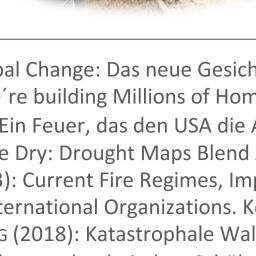 bal Change: Das neue Gesich
´re building Millions of Hom
Ein Feuer, das den USA die A
e Dry: Drought Maps Blend
3): Current Fire Regimes, Imp
ternational Organizations. K
G (2018): Katastrophale Wal